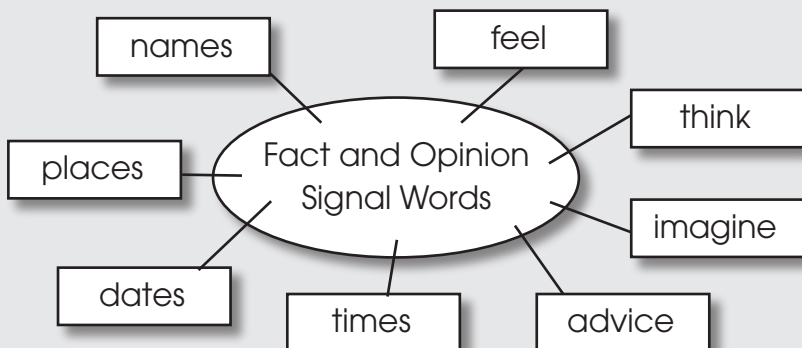 names
feel
think
places
Fact and Opinion
Signal Words
imagine
dates
times
advice